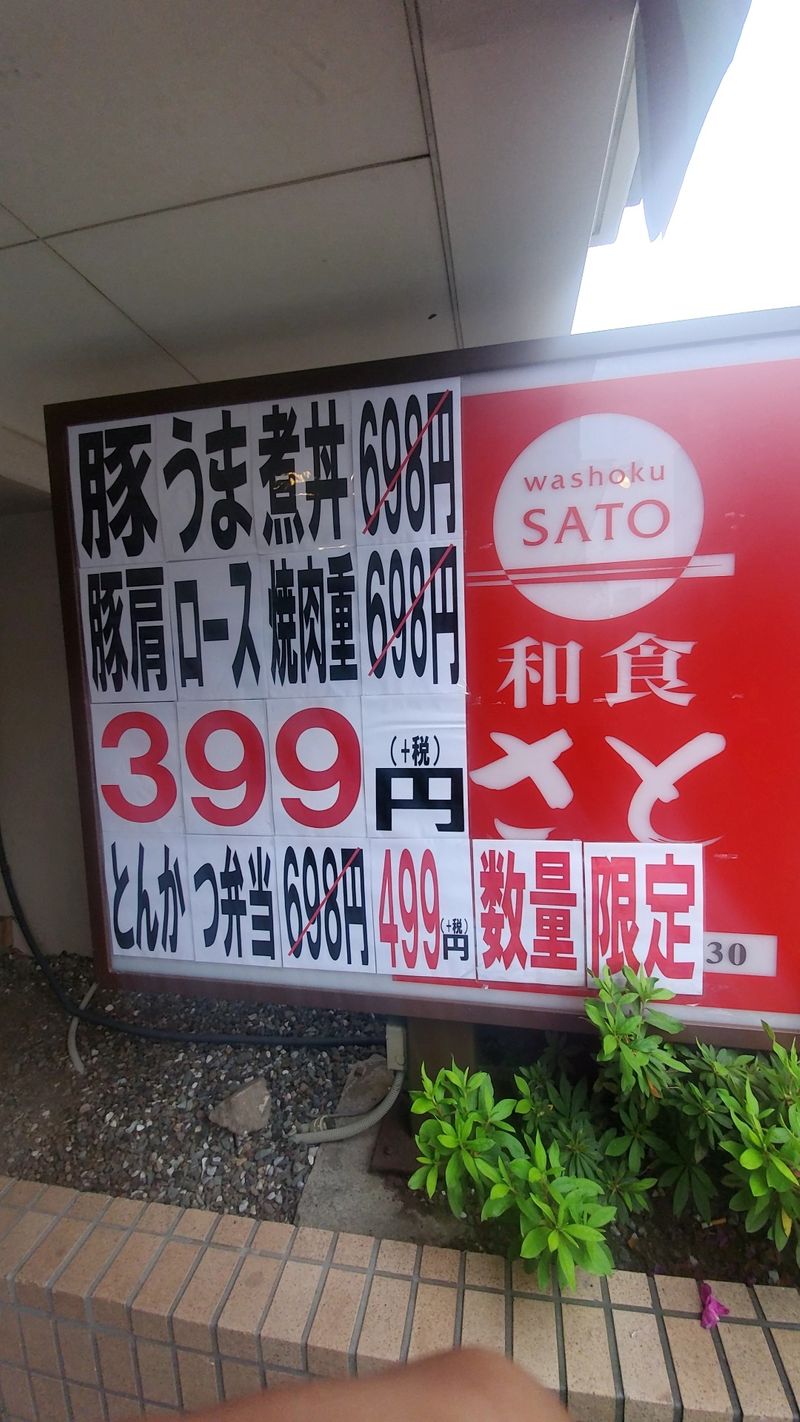 豚うま煮丼 698円
豚肩ロース焼肉重 698円
399円(+税)
とんかつ弁当 698円 499円(+税) 数量限定
washoku
SATO
和食
さと
30